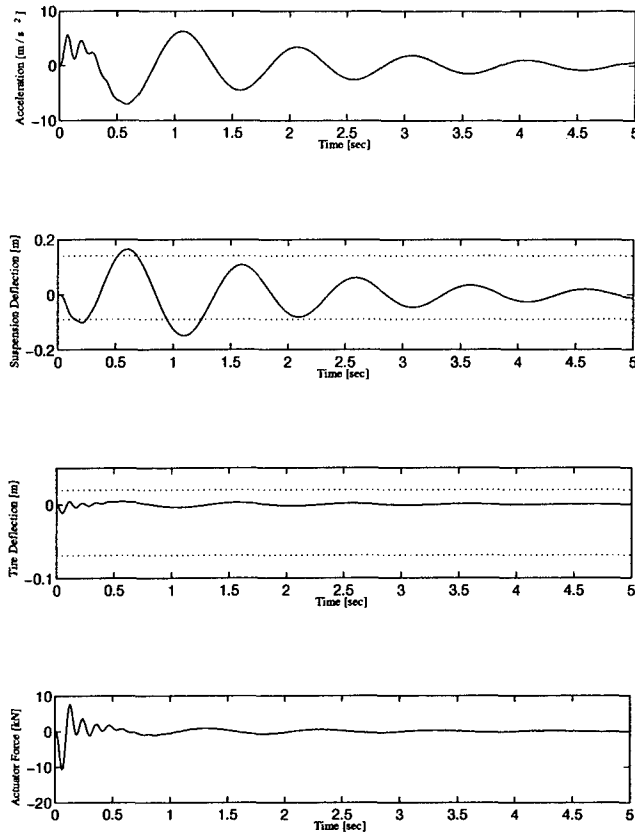 10
0
-10
Acceleration [m / s 2 ]
0 0.5 1 1.5 2 2.5 3 3.5 4 4.5 5
Time [sec]
0.2
0
-0.2
Suspension Deflection [m]
0 0.5 1 1.5 2 2.5 3 3.5 4 4.5 5
Time [sec]
0
-0.1
Tire Deflection [m]
0 0.5 1 1.5 2 2.5 3 3.5 4 4.5 5
Time [sec]
10
0
-10
-20
Actuator Force [kN]
0 0.5 1 1.5 2 2.5 3 3.5 4 4.5 5
Time [sec]